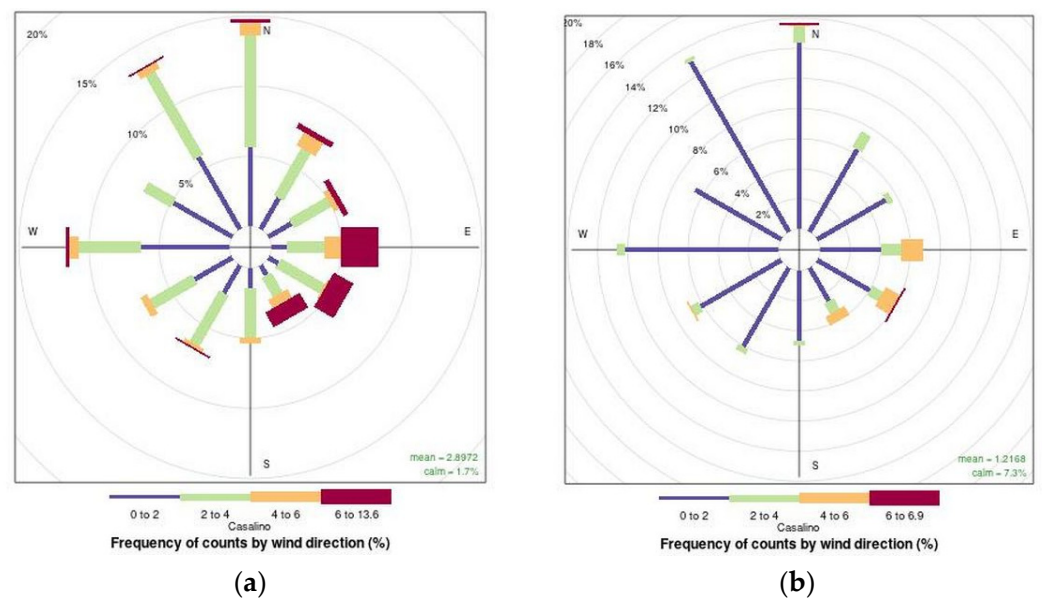 20%
15%
10%
5%
N
W
E
S
mean = 2.8972
calm = 1.7%
0 to 2 2 to 4 4 to 6 6 to 13.6
Casalino
Frequency of counts by wind direction (%)
(a)
20%
18%
16%
14%
12%
10%
8%
6%
4%
2%
N
W
E
S
mean = 1.2168
calm = 7.3%
0 to 2 2 to 4 4 to 6 6 to 6.9
Frequency of counts by wind direction (%)
(b)